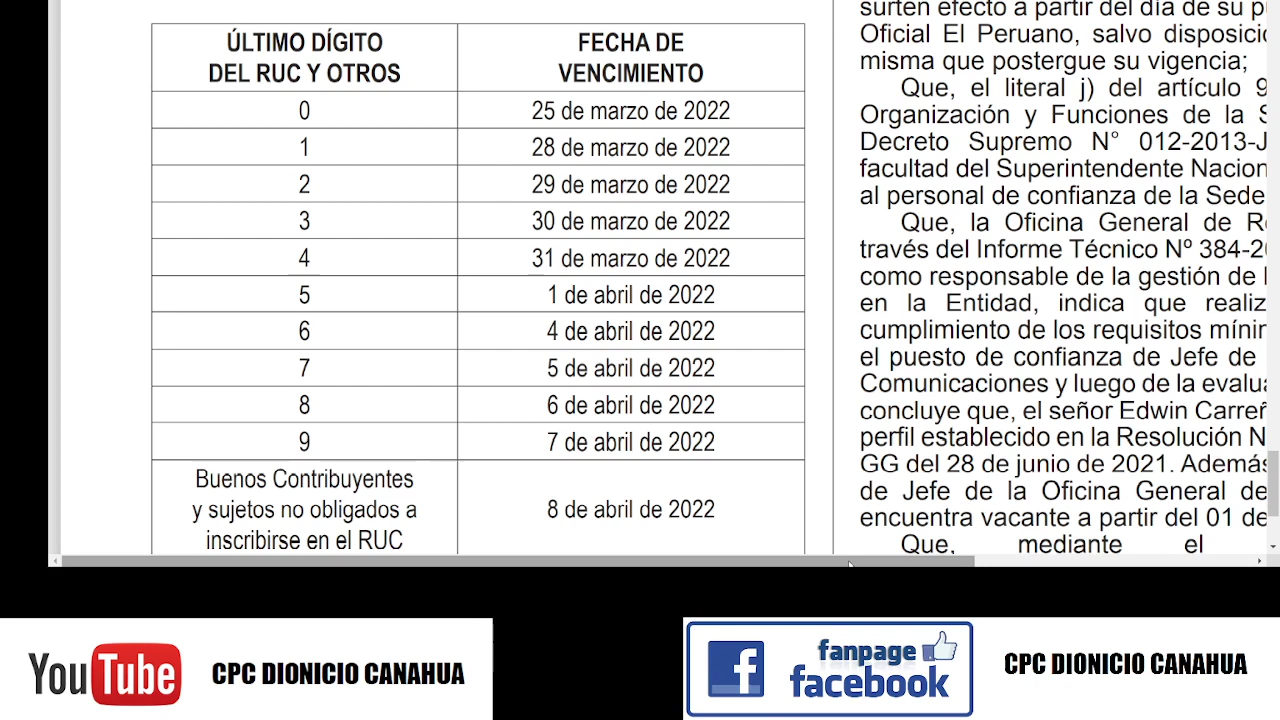 ÚLTIMO DÍGITO
DEL RUC Y OTROS
FECHA DE
VENCIMIENTO
0
25 de marzo de 2022
1
28 de marzo de 2022
2
29 de marzo de 2022
3
30 de marzo de 2022
4
31 de marzo de 2022
5
1 de abril de 2022
6
4 de abril de 2022
7
5 de abril de 2022
8
6 de abril de 2022
9
7 de abril de 2022
Buenos Contribuyentes
y sujetos no obligados a
inscribirse en el RUC
8 de abril de 2022
surten efecto a partir del día de su
Oficial El Peruano, salvo
misma que postergue su vigencia;
Que, el literal j) del artículo
Organización y Funciones de la
Decreto Supremo N° 012-2013-
facultad del Superintendente
al personal de confianza de la Sede
Que, la Oficina General de
través del Informe Técnico Nº 384-
como responsable de la gestión de
en la Entidad, indica que
cumplimiento de los requisitos
el puesto de confianza de Jefe de
Comunicaciones y luego de la
concluye que, el señor Edwin
perfil establecido en la Resolución
GG del 28 de junio de 2021.
de Jefe de la Oficina General
encuentra vacante a partir del 01
Que, mediante el
YouTube
CPC DIONICIO CANAHUA
fanpage
facebook
CPC DIONICIO CANAHUA